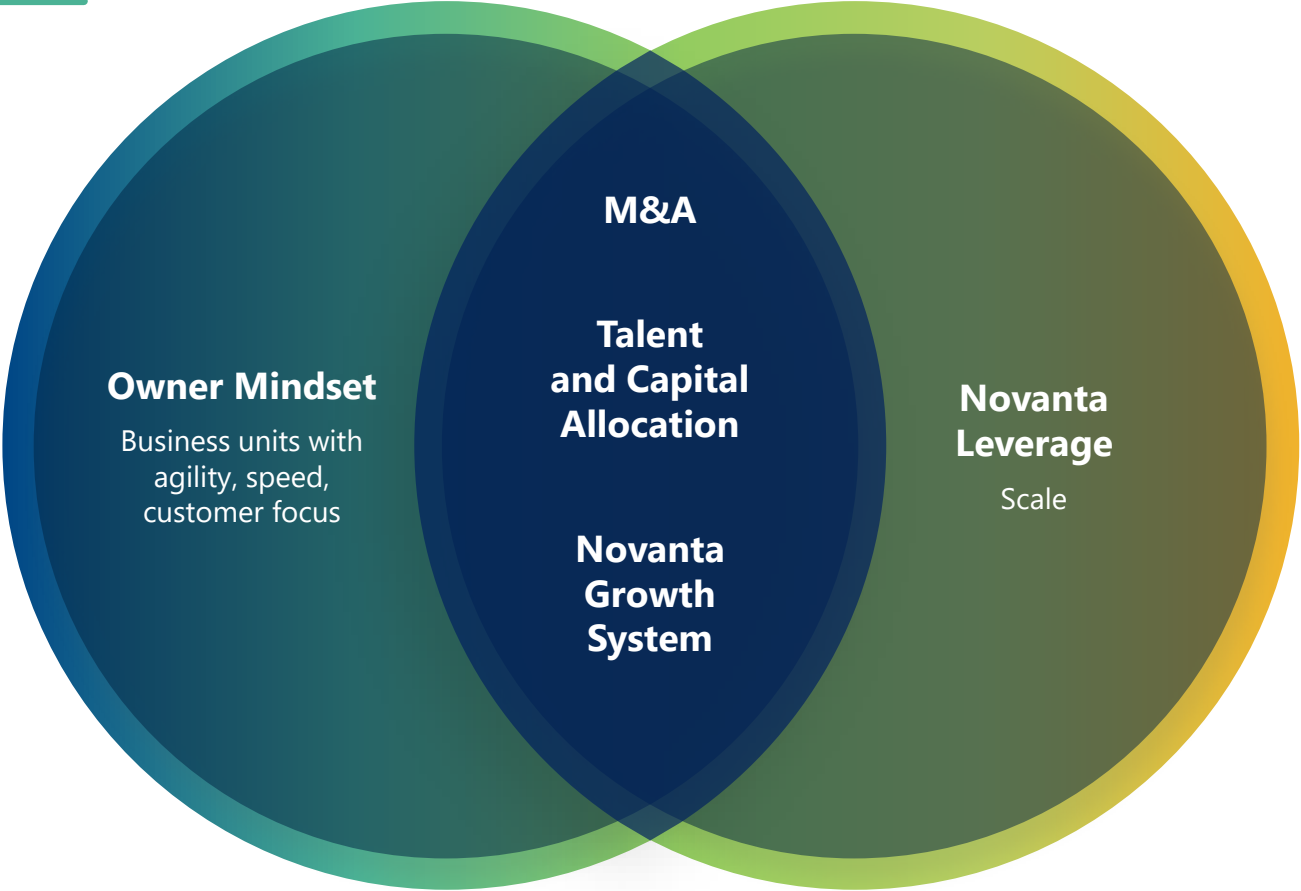 Owner Mindset
Business units with
agility, speed,
customer focus
M&A
Talent
and Capital
Allocation
Novanta
Growth
System
Novanta
Leverage
Scale